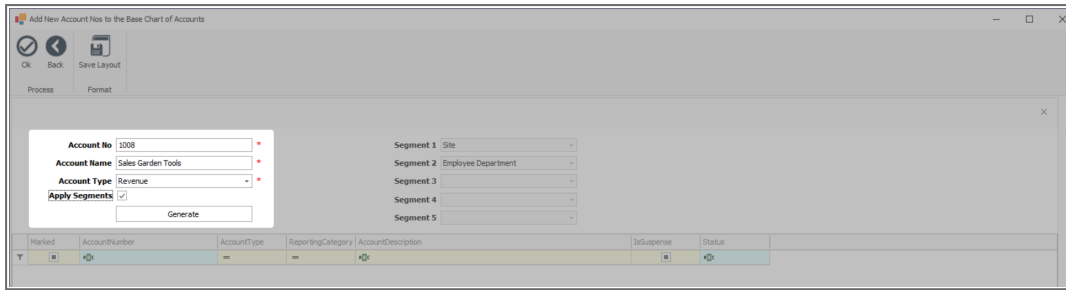 Add New Account Nos to the Base Chart of Accounts
Ok Back Save Layout
Process Format
Account No 1008 *
Segment 1 Site
Account Name Sales Garden Tools *
Segment 2 Employee Department
Account Type Revenue *
Segment 3
Apply Segments
Segment 4
Generate
Segment 5
Marked AccountNumber AccountType ReportingCategory AccountDescription IsSuspense Status
= =